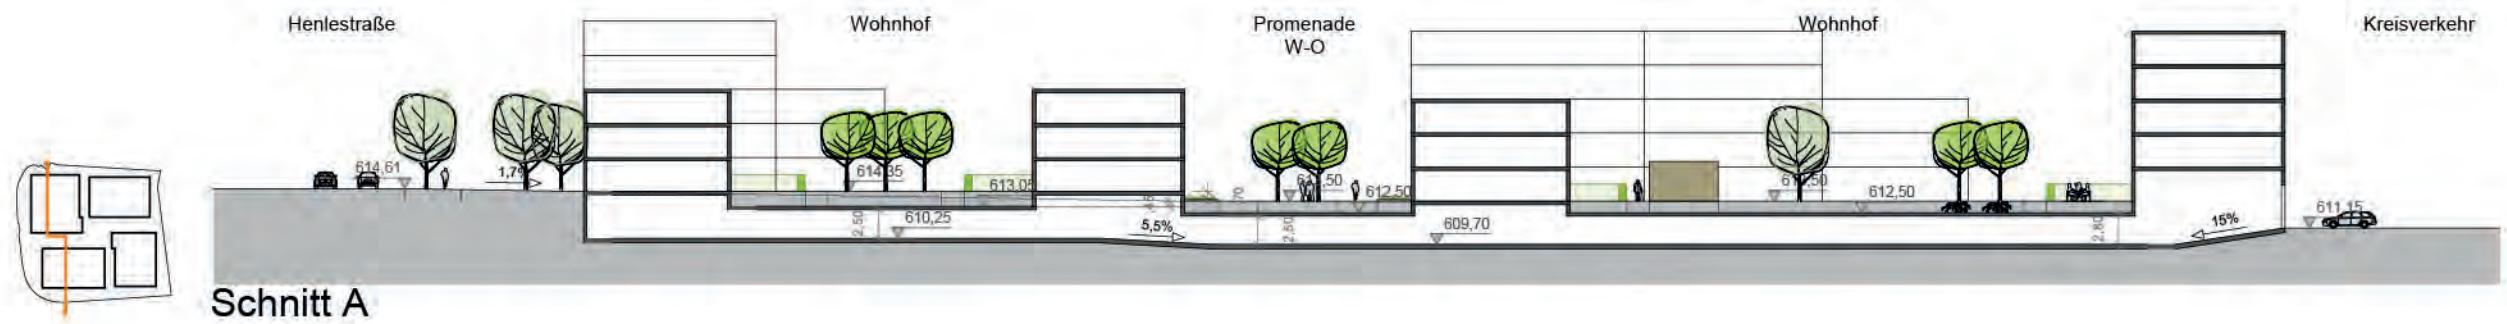 Henlestraße
Wohnhof
Promenade
W-O
Wohnhof
Kreisverkehr
614,61
1,7%
614,35
613,05
612,50
612,50
610,25
2.50
5,5%
2.50
609,70
2.80
15%
611,15
Schnitt A